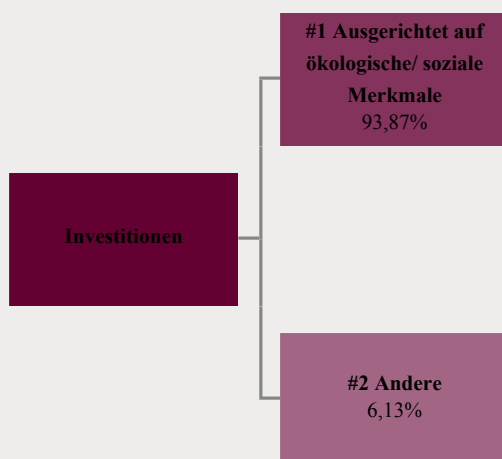 Investitionen
#1 Ausgerichtet auf
ökologische/ soziale
Merkmale
93,87%
#2 Andere
6,13%